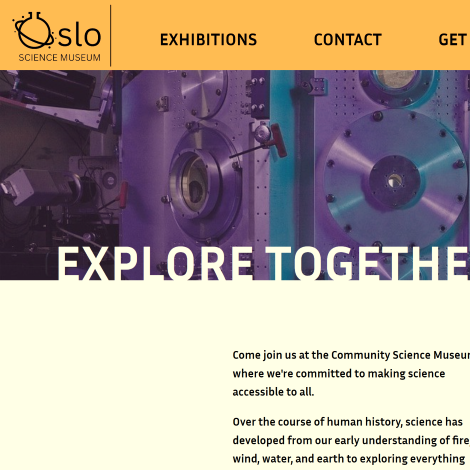 Oslo
SCIENCE MUSEUM
EXHIBITIONS CONTACT GET
EXPLORE TOGETHE
Come join us at the Community Science Museum
where we're committed to making science
accessible to all.
Over the course of human history, science has
developed from our early understanding of fire,
wind, water, and earth to exploring everything